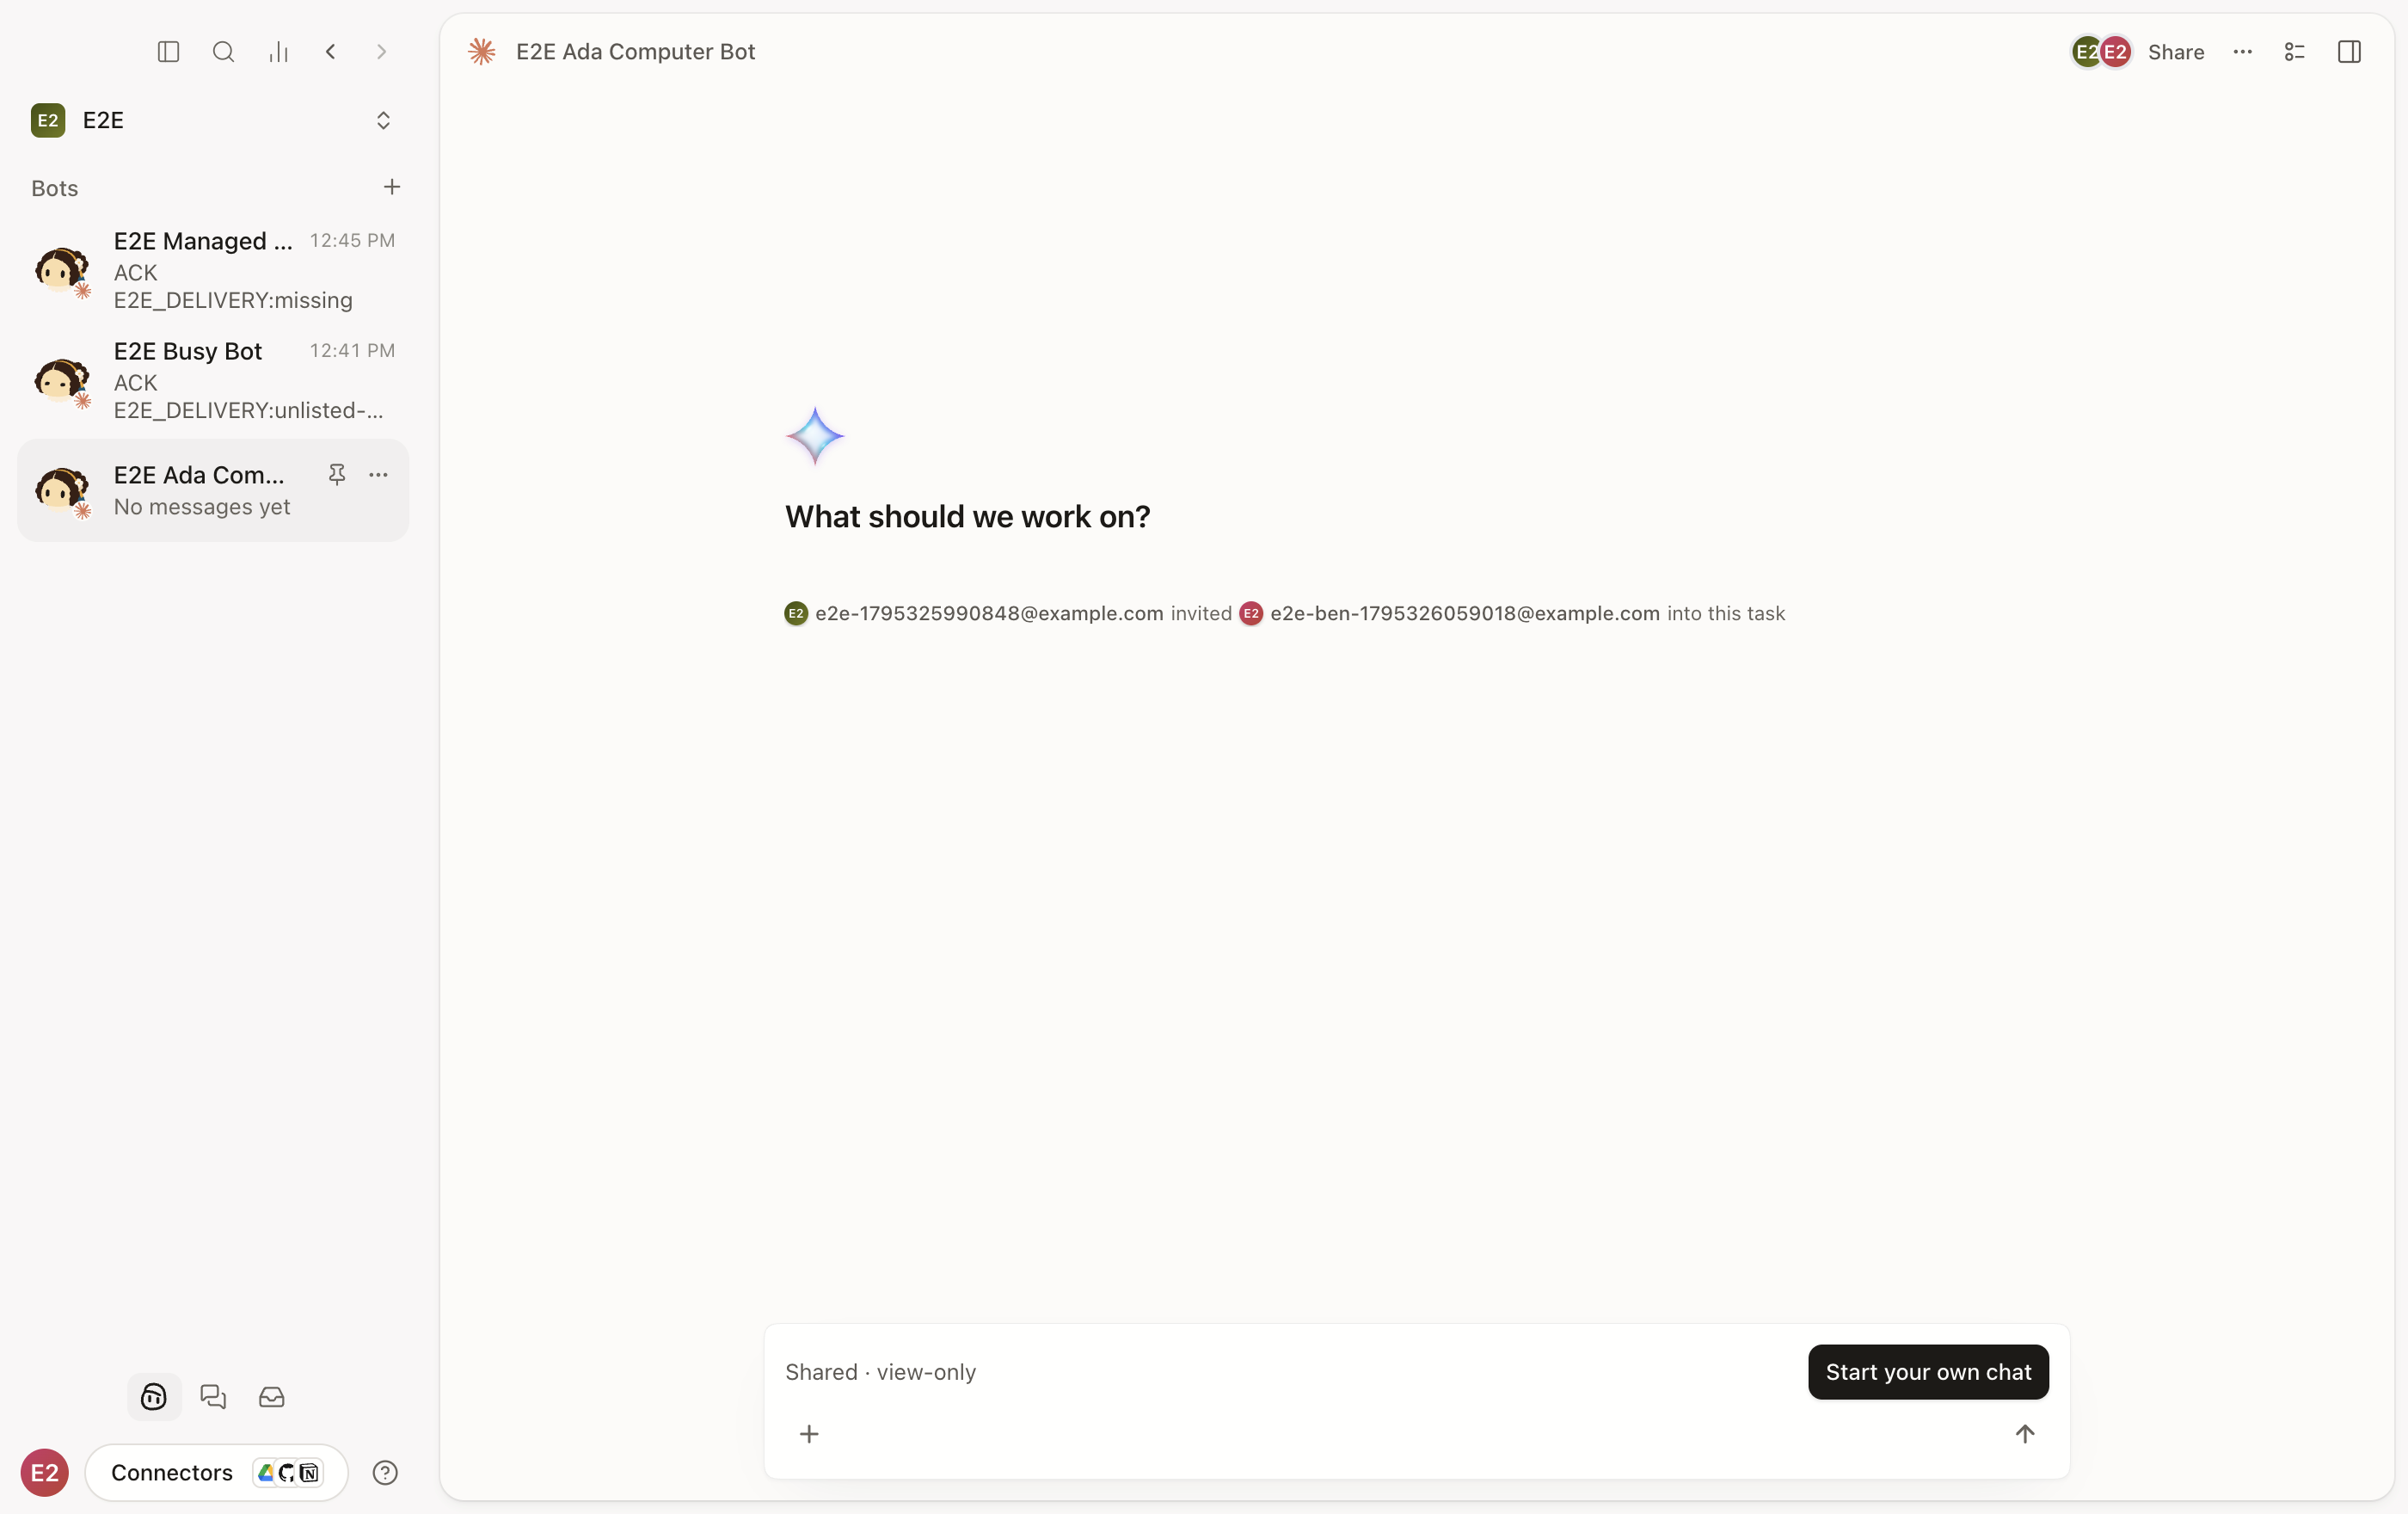 E2E Ada Computer Bot
E2 E2 Share
E2 E2E
Bots
E2E Managed ... 12:45 PM
ACK
E2E_DELIVERY:missing
E2E Busy Bot 12:41 PM
ACK
E2E_DELIVERY:unlisted-...
E2E Ada Com...
No messages yet
What should we work on?
E2 e2e-1795325990848@example.com invited E2 e2e-ben-1795326059018@example.com into this task
Shared · view-only Start your own chat
E2 Connectors